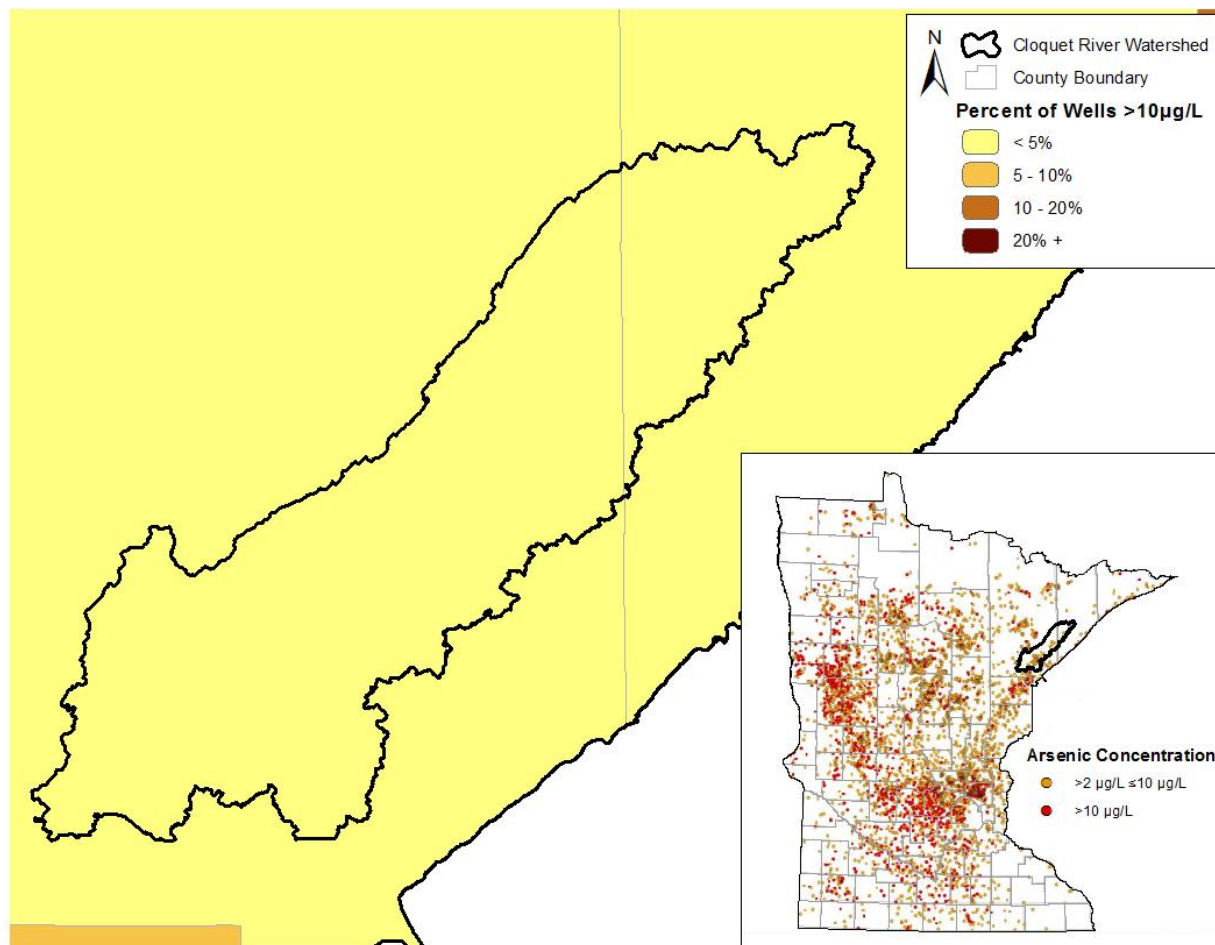 N
Cloquet River Watershed
County Boundary
Percent of Wells >10µg/L
< 5%
5 - 10%
10 - 20%
20% +
Arsenic Concentration
>2 µg/L ≤10 µg/L
>10 µg/L